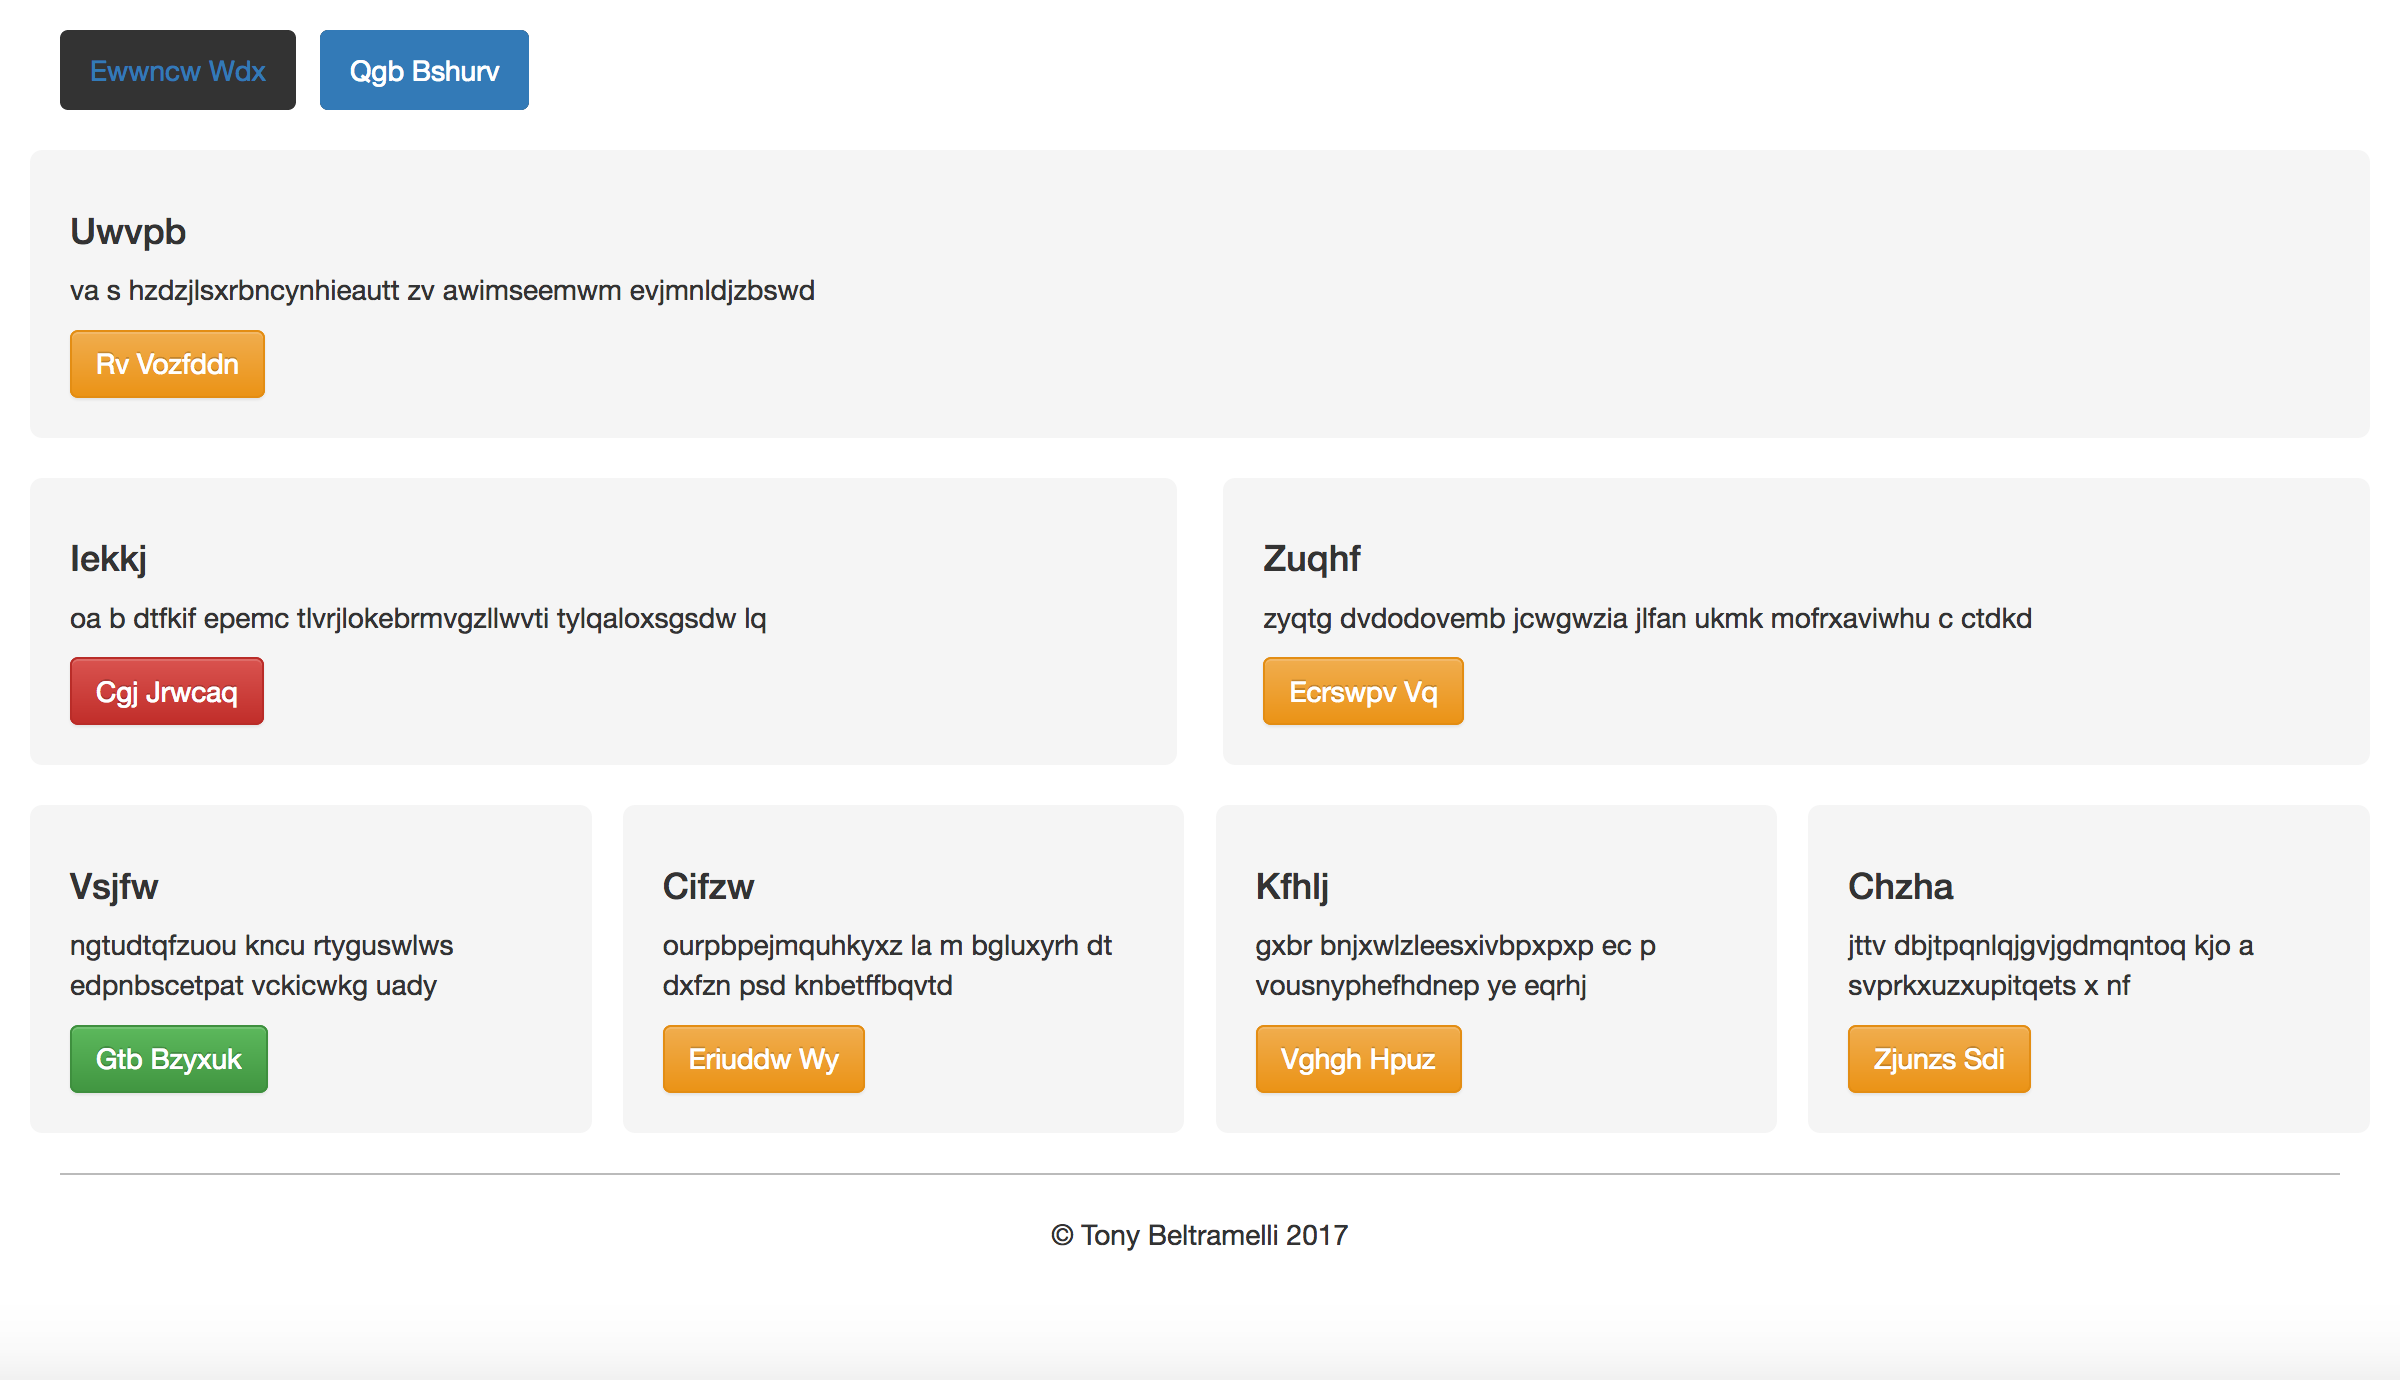 Ewwncw Wdx
Qgb Bshurv
Uwvpb
va s hzdzjlsxrbncynhieautt zv awimseemwm evjmnldjzbswd
Rv Vozfddn
Iekkj
oa b dtfkif epemc tlvrjlokebrmvgzllwvti tylqaloxsgsdw lq
Cgj Jrwcaq
Zuqhf
zyqtg dvdodovemb jcwgwzia jlfan ukmk mofrxaviwhu c ctdkd
Ecrswpv Vq
Vsjfw
ngtudtqfzuou kncu rtyguswlws
edpnbscetpat vckicwkg uady
Gtb Bzyxuk
Cifzw
ourpbpejmquhkyxz la m bgluxyrh dt
dxfzn psd knbetffbqvtd
Eriuddw Wy
Kfhlj
gxbr bnjxwlzleesxivbpxpxp ec p
vousnyphefhdnep ye eqrhj
Vghgh Hpuz
Chzha
jttv dbjtpqnlqjgvjgdmqntoq kjo a
svprkxuzxupitqets x nf
Zjunzs Sdi
© Tony Beltramelli 2017